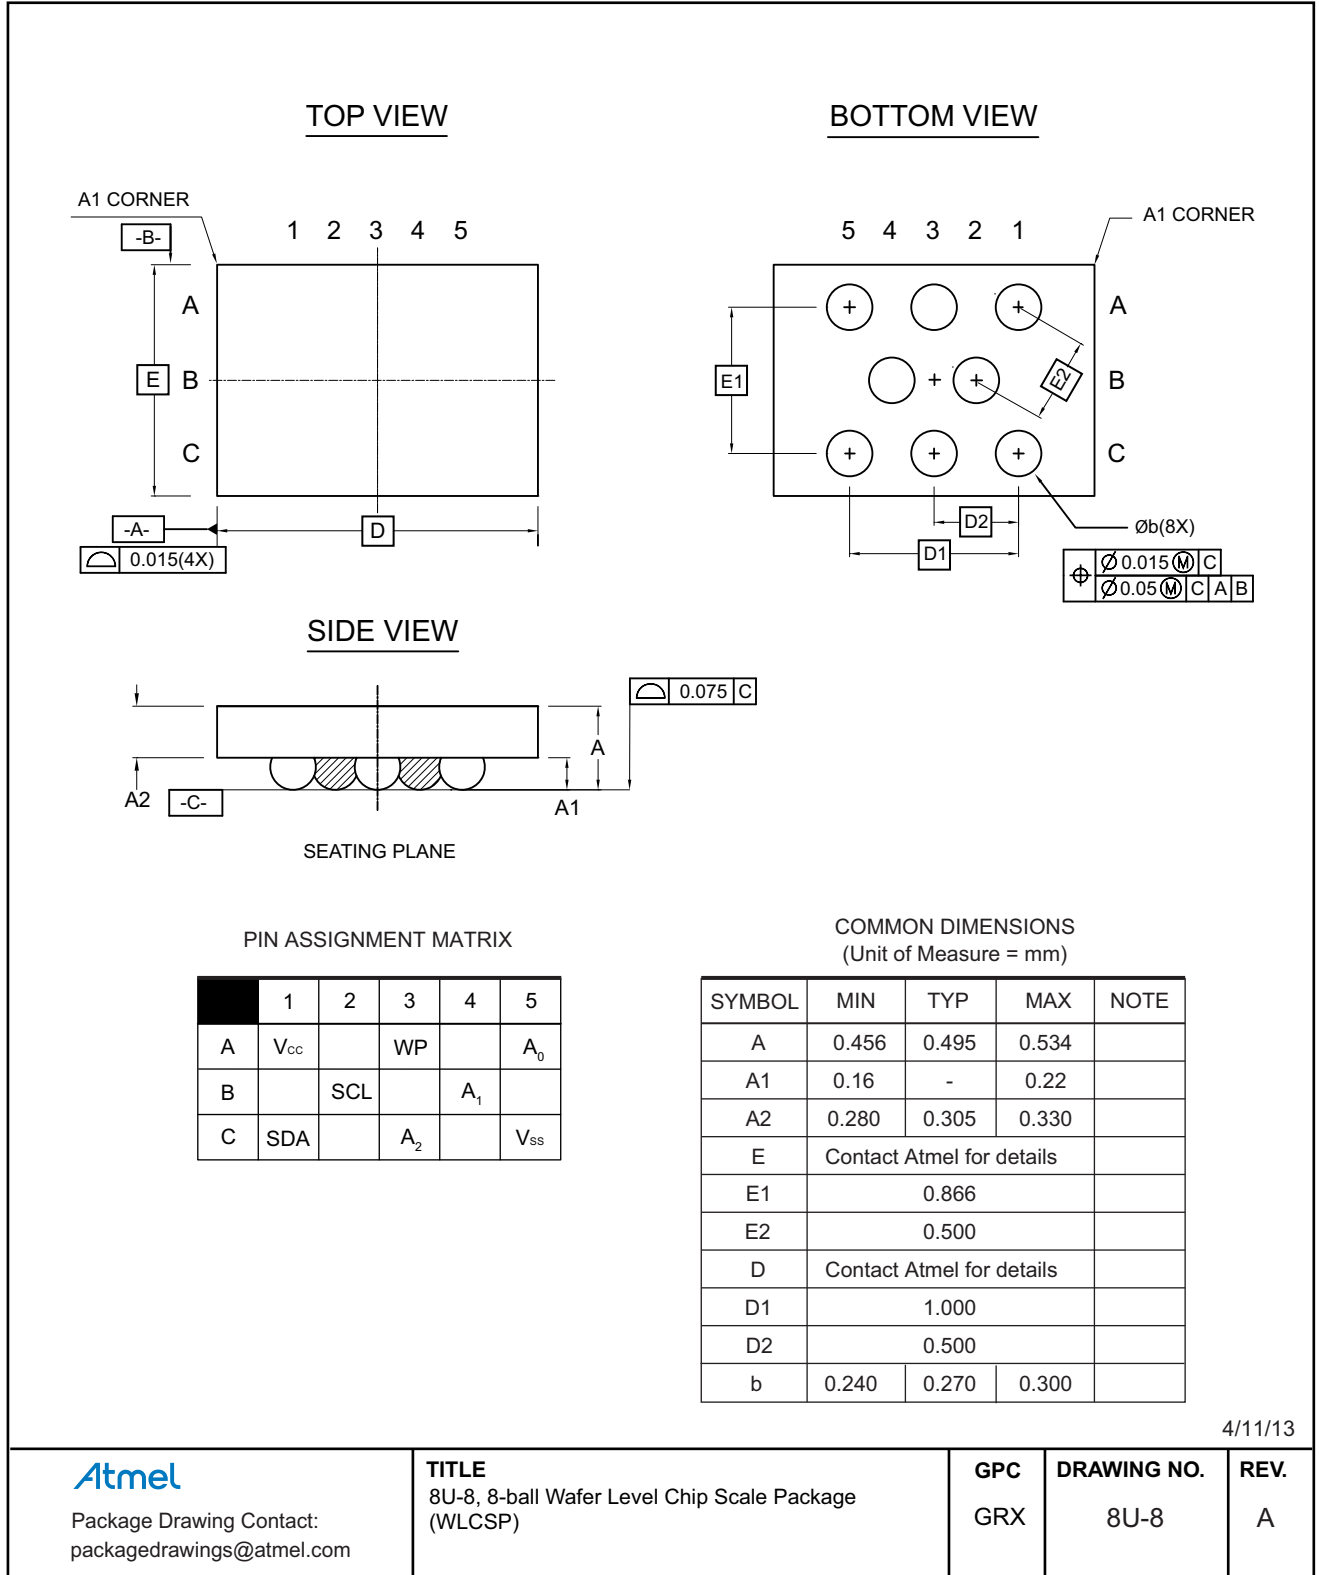 TOP VIEW
BOTTOM VIEW
A1 CORNER
-B-
1 2 3 4 5
A
E B
C
-A-
D
0.015(4X)
5 4 3 2 1
A1 CORNER
A
E1
E2
B
C
D2
D1
Øb(8X)
Ø 0.015 M C
Ø 0.05 M C A B
SIDE VIEW
0.075 C
A
A2
-C-
A1
SEATING PLANE
PIN ASSIGNMENT MATRIX
1 2 3 4 5
A Vcc WP A0
B SCL A1
C SDA A2 Vss
COMMON DIMENSIONS
(Unit of Measure = mm)
SYMBOL MIN TYP MAX NOTE
A 0.456 0.495 0.534
A1 0.16 - 0.22
A2 0.280 0.305 0.330
E Contact Atmel for details
E1 0.866
E2 0.500
D Contact Atmel for details
D1 1.000
D2 0.500
b 0.240 0.270 0.300
4/11/13
Atmel
Package Drawing Contact:
packagedrawings@atmel.com
TITLE
8U-8, 8-ball Wafer Level Chip Scale Package
(WLCSP)
GPC
GRX
DRAWING NO.
8U-8
REV.
A